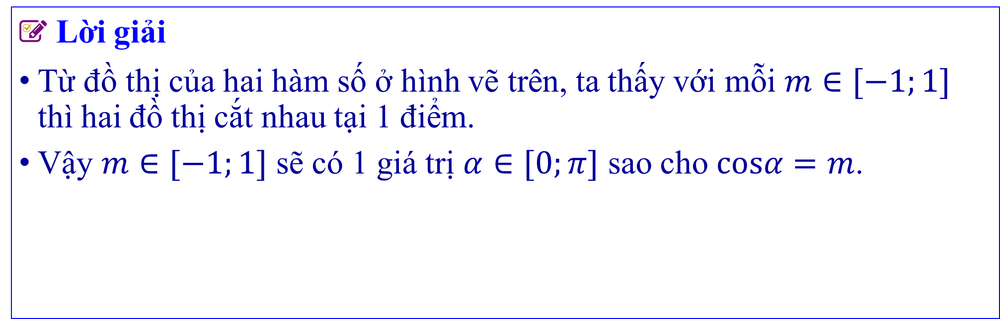 Lời giải
• Từ đồ thị của hai hàm số ở hình vẽ trên, ta thấy với mỗi 𝑚 ∈ [−1; 1]
thì hai đồ thị cắt nhau tại 1 điểm.
• Vậy 𝑚 ∈ [−1; 1] sẽ có 1 giá trị 𝛼 ∈ [0; 𝜋] sao cho cos𝛼 = 𝑚.